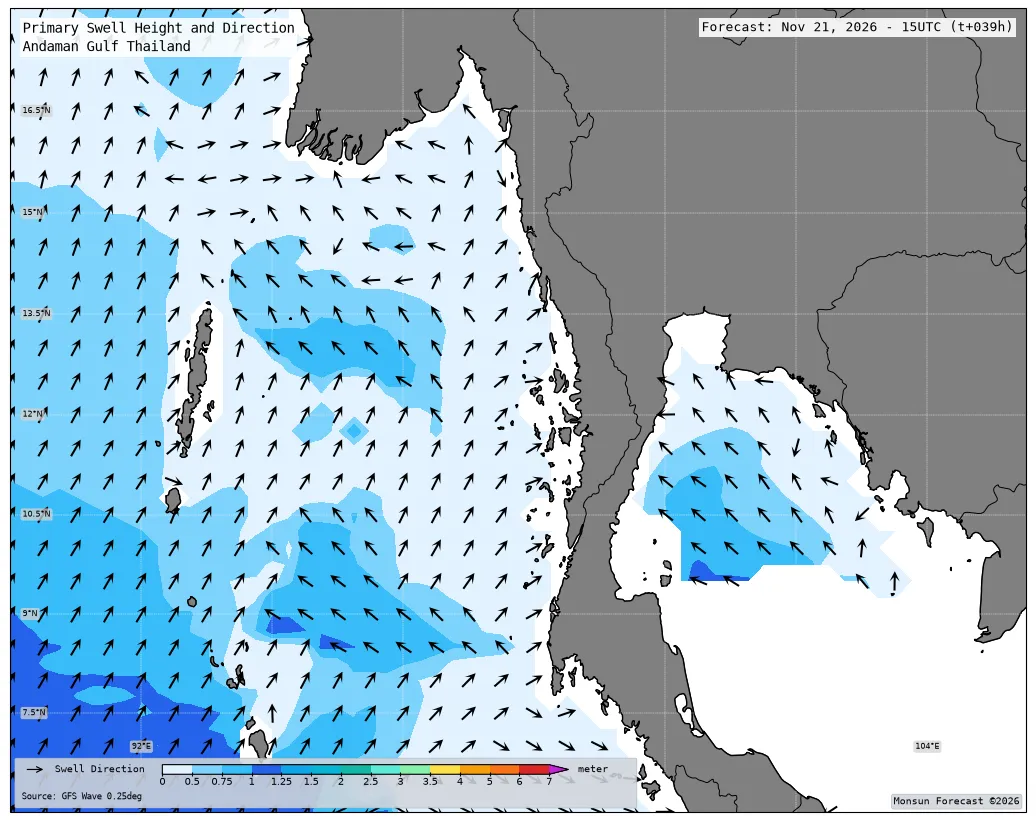 Primary Swell Height and Direction
Andaman Gulf Thailand
Forecast: Nov 21, 2026 - 15UTC (t+039h)
16.5°N
15°N
13.5°N
12°N
10.5°N
9°N
7.5°N
92°E
104°E
Swell Direction
0 0.5 0.75 1 1.25 1.5 2 2.5 3 3.5 4 5 6 7
meter
Source: GFS Wave 0.25deg
Monsun Forecast ©2026